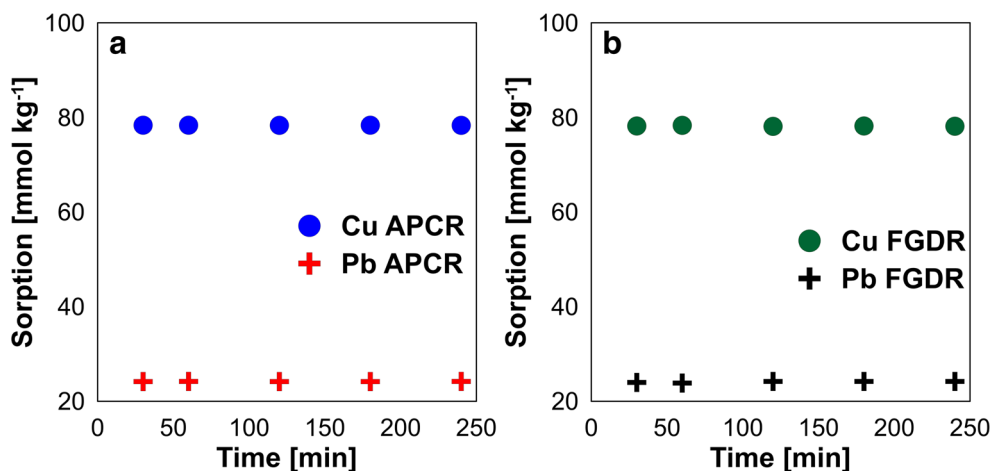 a
Sorption [mmol kg⁻¹]
100
80
60
40
20
0 50 100 150 200 250
Time [min]
Cu APCR
Pb APCR
b
Sorption [mmol kg⁻¹]
100
80
60
40
20
0 50 100 150 200 250
Time [min]
Cu FGDR
Pb FGDR